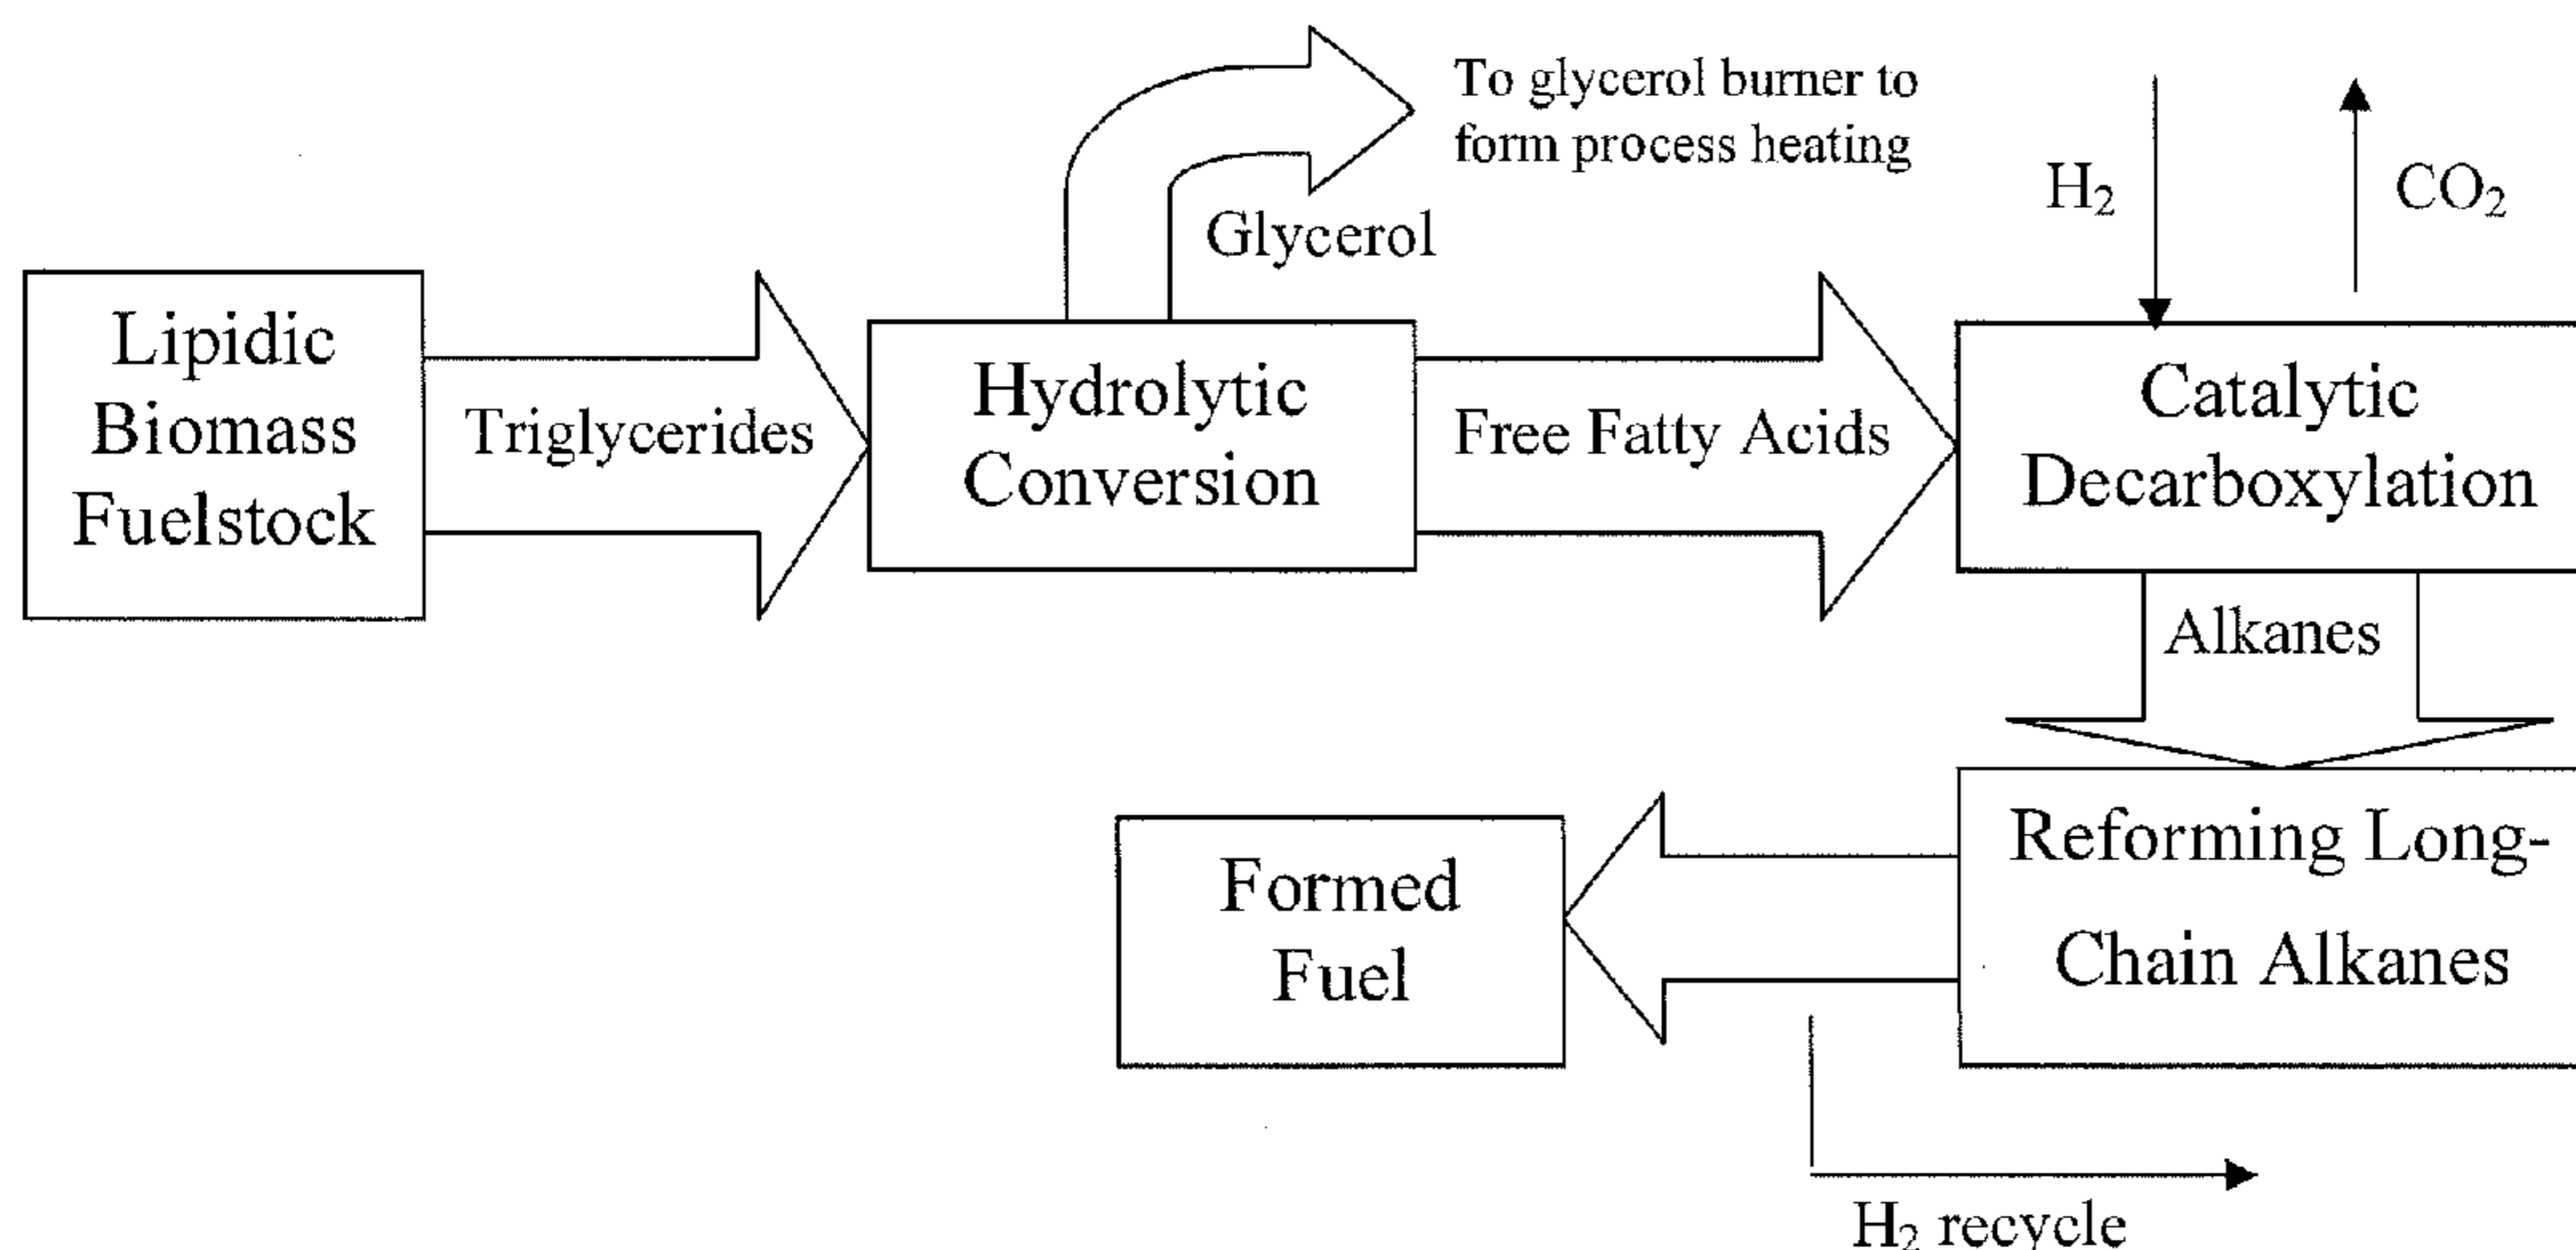 To glycerol burner to
form process heating
H₂
CO₂
Glycerol
Lipidic
Biomass
Fuelstock
Triglycerides
Hydrolytic
Conversion
Free Fatty Acids
Catalytic
Decarboxylation
Alkanes
Reforming Long-
Chain Alkanes
Formed
Fuel
H₂ recycle